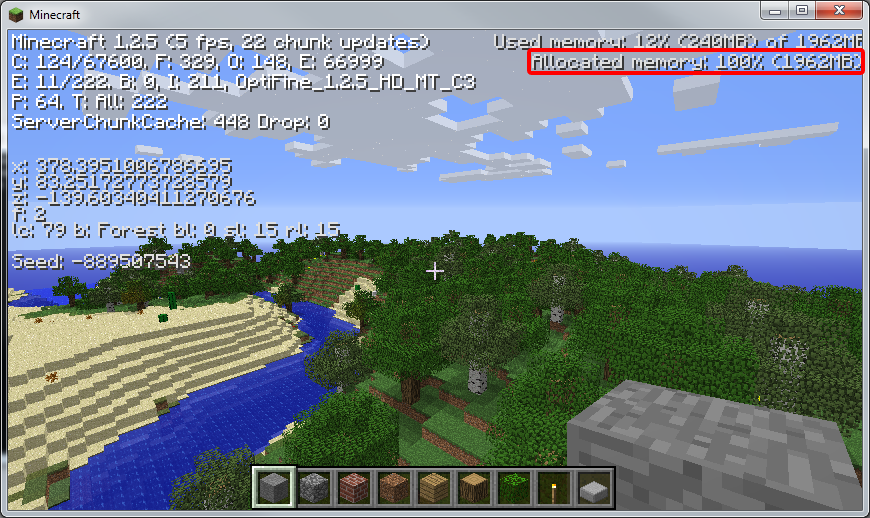 Minecraft
Minecraft 1.2.5 (5 fps, 22 chunk updates)
Used memory: 12% (240MB) of 1962MB
C: 124/67600, F: 329, O: 148, E: 66999
Allocated memory: 100% (1962MB)
E: 11/222, B: 0, I: 211, OptiFine_1.2.5_HD_MT_C3
P: 64, T: All: 222
ServerChunkCache: 448 Drop: 0
x: 378.3951006786695
y: 83.25172773728579
z: -139.60349411270676
f: 2
lc: 79 b: Forest bl: 0 sl: 15 rl: 15
Seed: -889507543